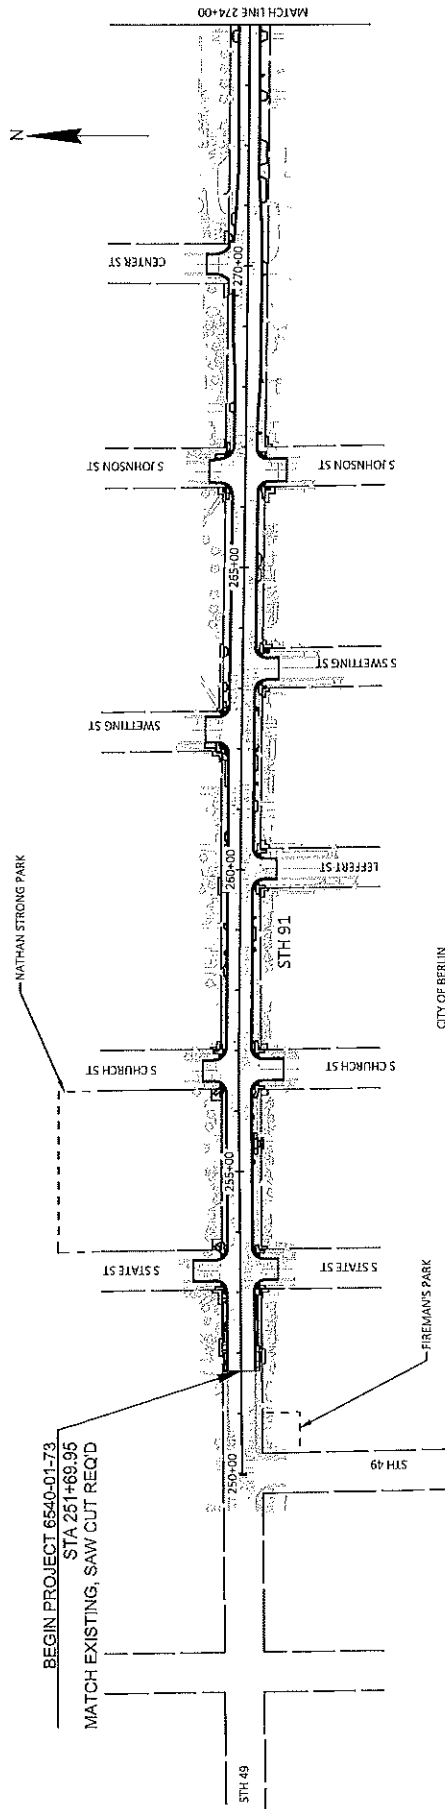 BEGIN PROJECT 6540-01-73
STA 251+69.95
MATCH EXISTING, SAW CUT REQ'D
NATHAN STRONG PARK
N
MATCH LINE 274+00
S STATE ST
S CHURCH ST
SWETTING ST
S JOHNSON ST
CENTER ST
STH 49
250+00
255+00
260+00
265+00
270+00
STH 91
STH 49
S STATE ST
S CHURCH ST
LEFFERT ST
S SWETTING ST
S JOHNSON ST
FIREMAN'S PARK
CITY OF BERLIN